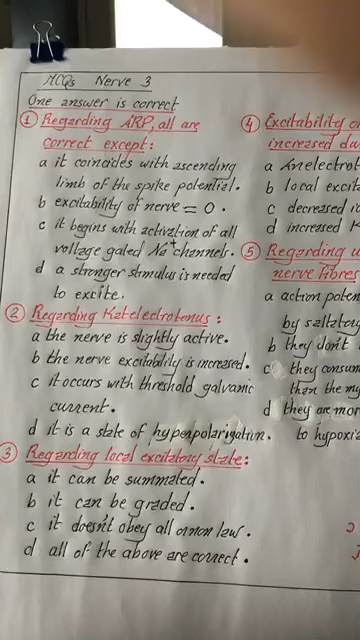 MCQs Nerve 3
One answer is correct
① Regarding ARP, all are
correct except:
a it coincides with ascending
limb of the spike potential.
b excitability of nerve = 0.
c it begins with activation of all
voltage gated Na+ channels.
d a stronger stimulus is needed
to excite.
② Regarding Katelectrotonus :
a the nerve is slightly active.
b the nerve excitability is increased.
c it occurs with threshold galvanic
current.
d it is a state of hyperpolarization.
③ Regarding local excitatory state:
a it can be summated.
b it can be graded.
c it doesn't obey all or non law.
d all of the above are correct.
④ Excitability o
increased du
a Anelectrot
b local excit
c decreased i
d increased K
⑤ Regarding u
nerve fibres
a action poten
by saltatory
b they don't
c they consum
than the my
d they are mor
to hypoxia